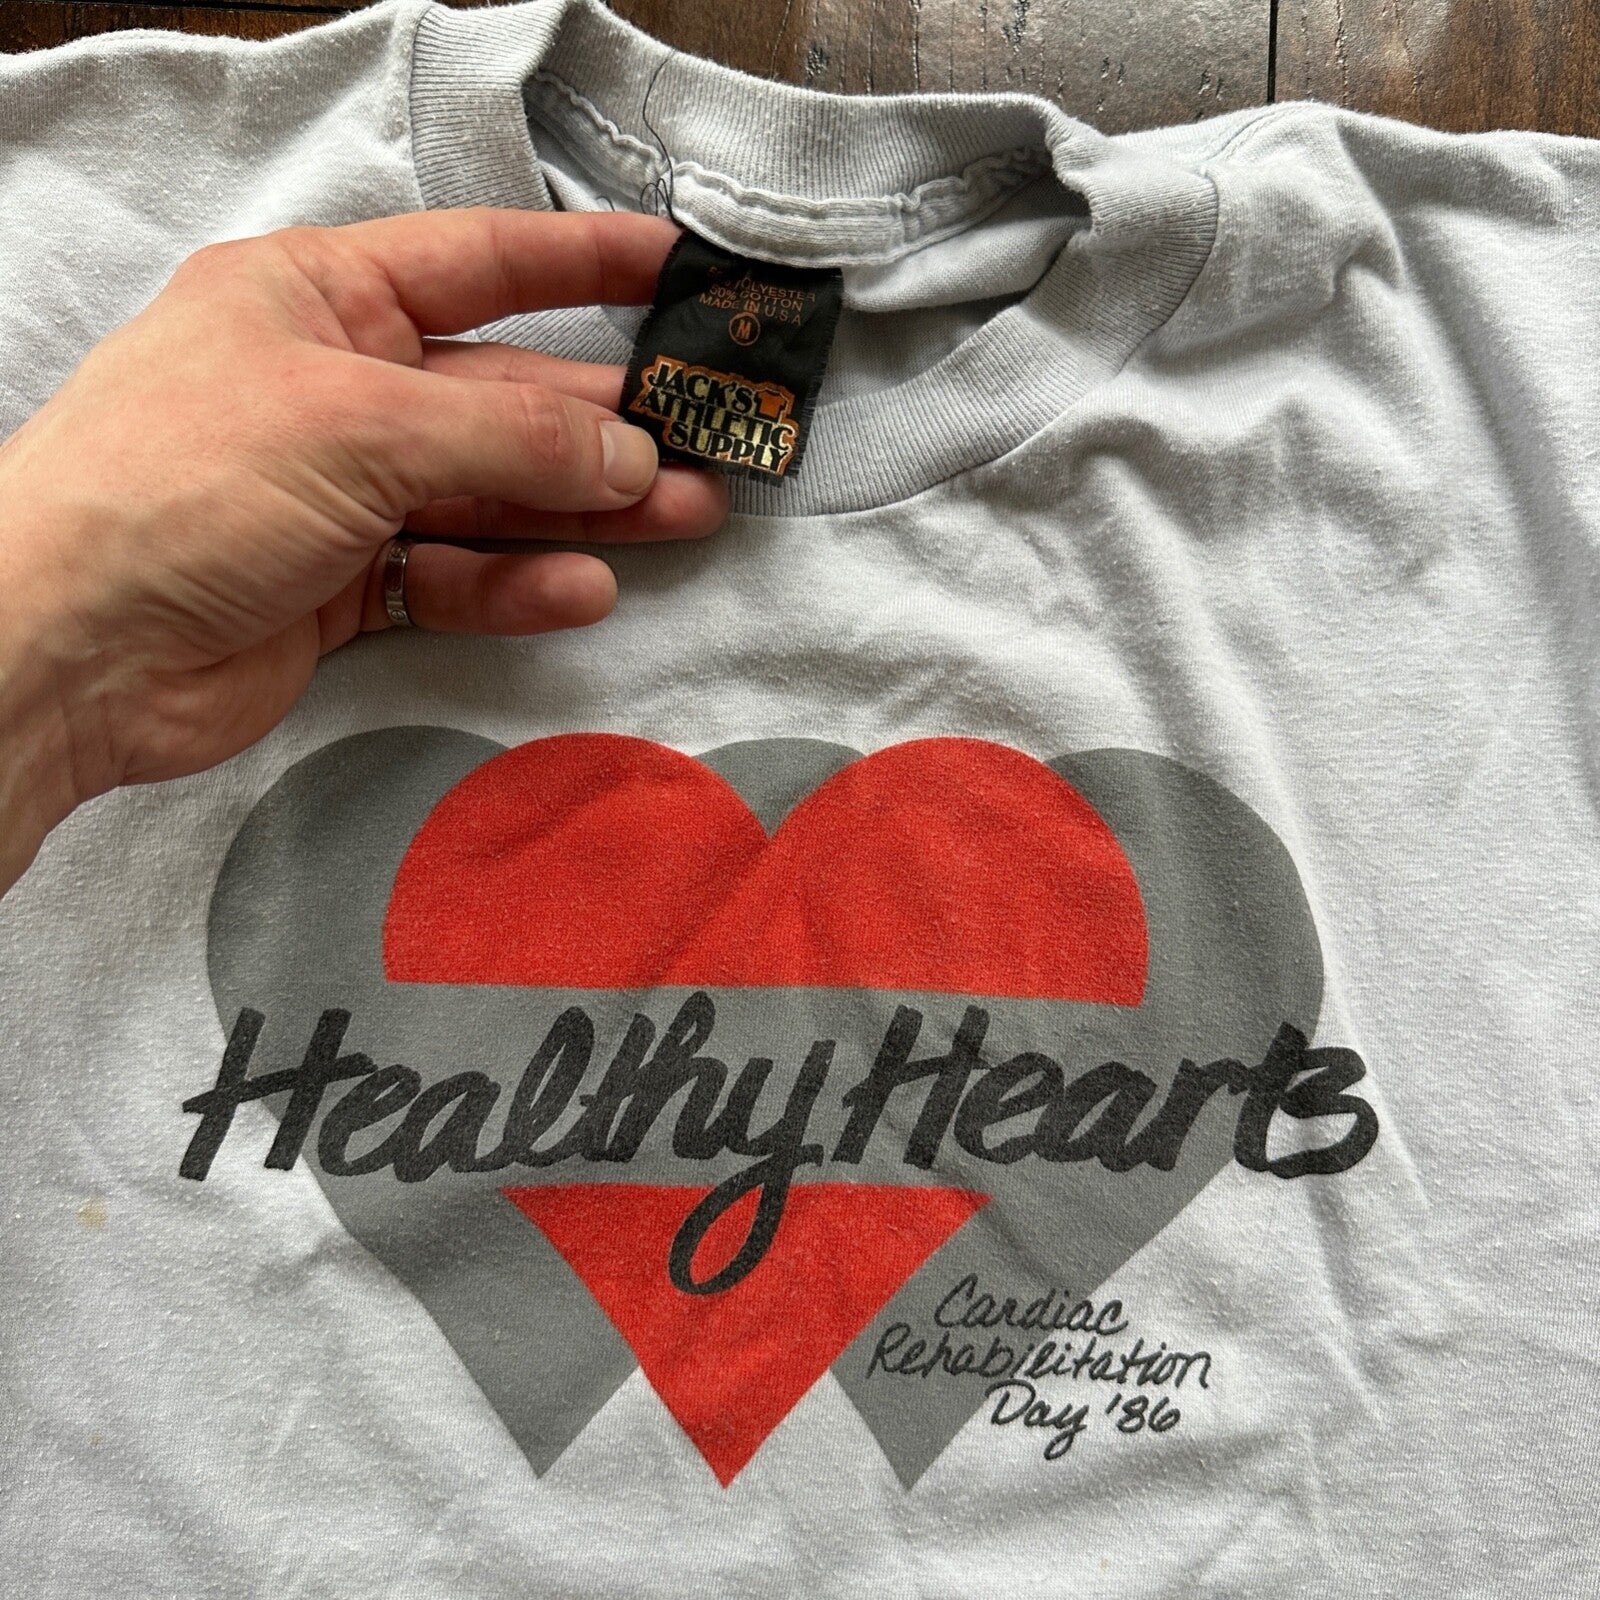 POLYESTER
50% COTTON
MADE IN U.S.A
M
JACK'S
ATHLETIC
SUPPLY
Healthy Hearts
Cardiac
Rehabilitation
Day '86